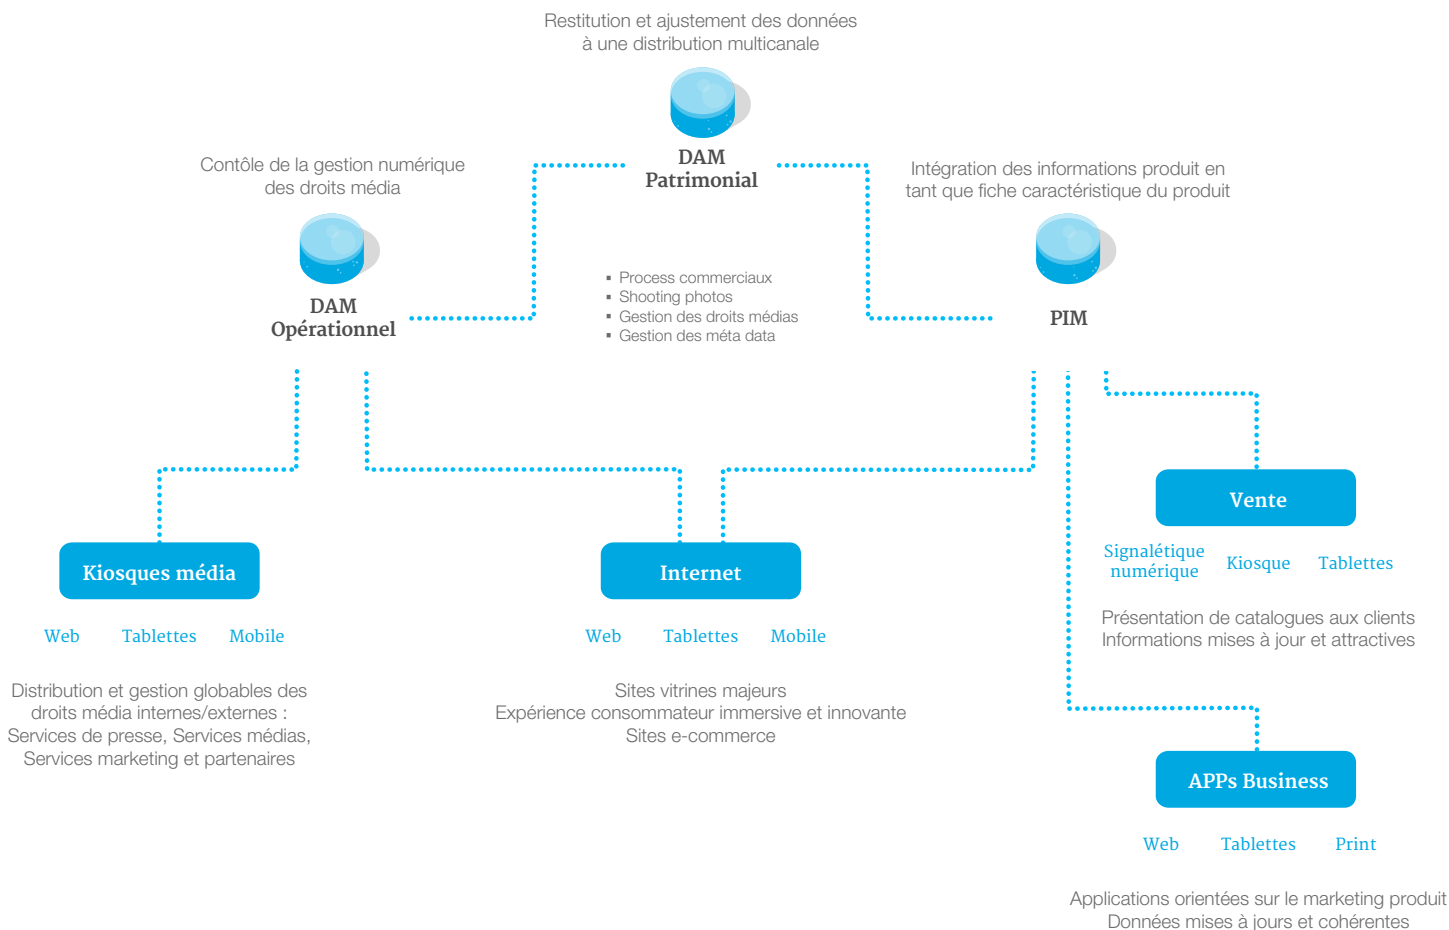 Restitution et ajustement des données
à une distribution multicanale
DAM
Patrimonial
Contôle de la gestion numérique
des droits média
DAM
Opérationnel
Intégration des informations produit en
tant que fiche caractéristique du produit
PIM
▪ Process commerciaux
▪ Shooting photos
▪ Gestion des droits médias
▪ Gestion des méta data
Kiosques média
Web Tablettes Mobile
Distribution et gestion globables des
droits média internes/externes :
Services de presse, Services médias,
Services marketing et partenaires
Internet
Web Tablettes Mobile
Sites vitrines majeurs
Expérience consommateur immersive et innovante
Sites e-commerce
Vente
Signalétique
numérique
Kiosque
Tablettes
Présentation de catalogues aux clients
Informations mises à jour et attractives
APPs Business
Web Tablettes Print
Applications orientées sur le marketing produit
Données mises à jours et cohérentes